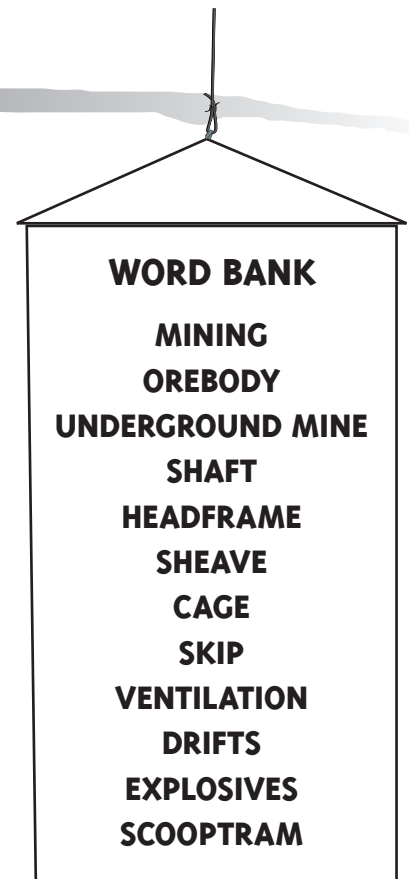 WORD BANK
MINING
OREBODY
UNDERGROUND MINE
SHAFT
HEADFRAME
SHEAVE
CAGE
SKIP
VENTILATION
DRIFTS
EXPLOSIVES
SCOOPTRAM